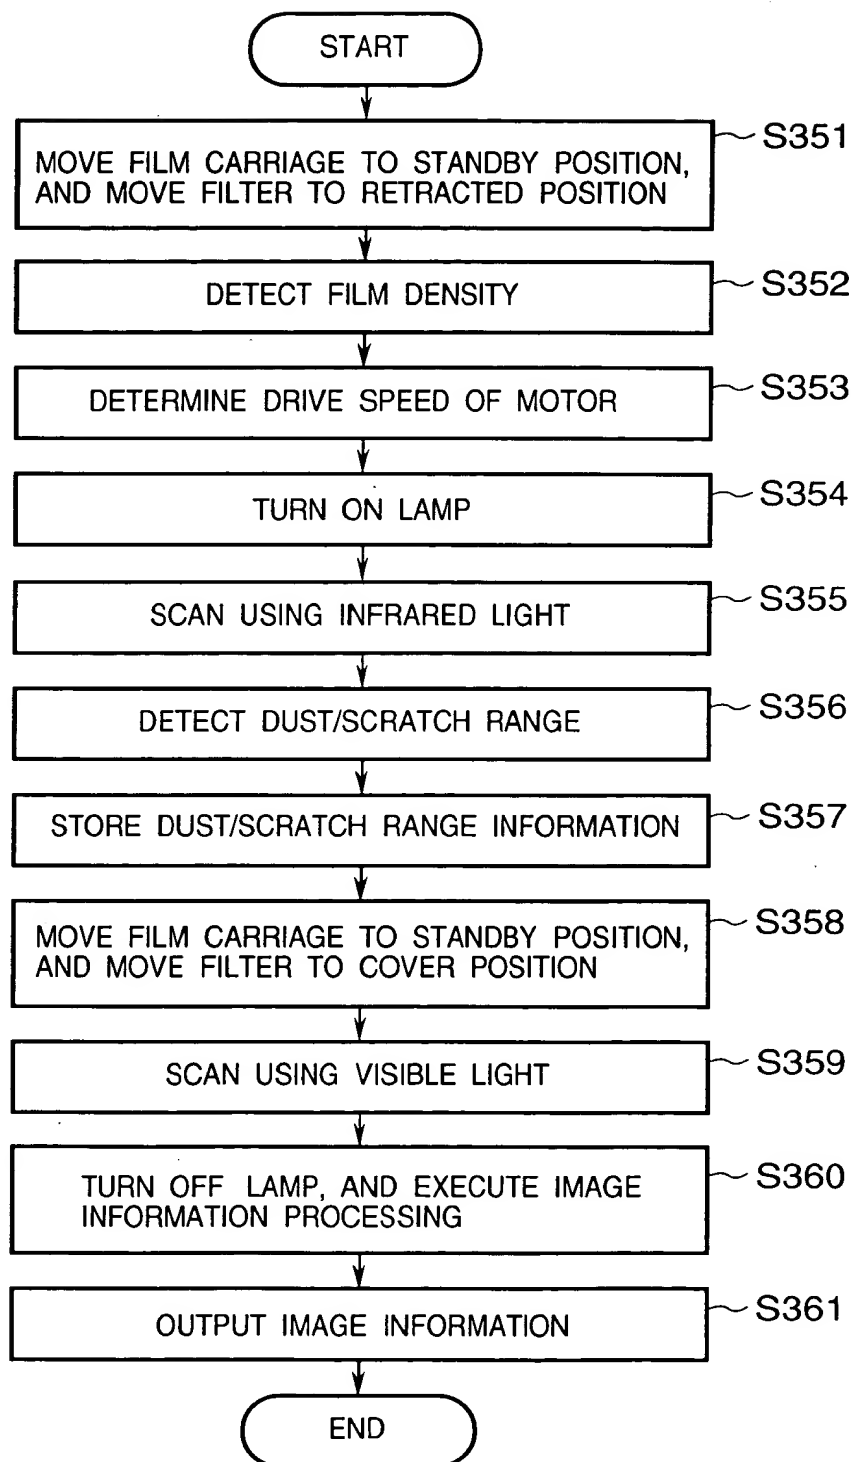 START
S351
MOVE FILM CARRIAGE TO STANDBY POSITION,
AND MOVE FILTER TO RETRACTED POSITION
S352
DETECT FILM DENSITY
S353
DETERMINE DRIVE SPEED OF MOTOR
S354
TURN ON LAMP
S355
SCAN USING INFRARED LIGHT
S356
DETECT DUST/SCRATCH RANGE
S357
STORE DUST/SCRATCH RANGE INFORMATION
S358
MOVE FILM CARRIAGE TO STANDBY POSITION,
AND MOVE FILTER TO COVER POSITION
S359
SCAN USING VISIBLE LIGHT
S360
TURN OFF LAMP, AND EXECUTE IMAGE
INFORMATION PROCESSING
S361
OUTPUT IMAGE INFORMATION
END